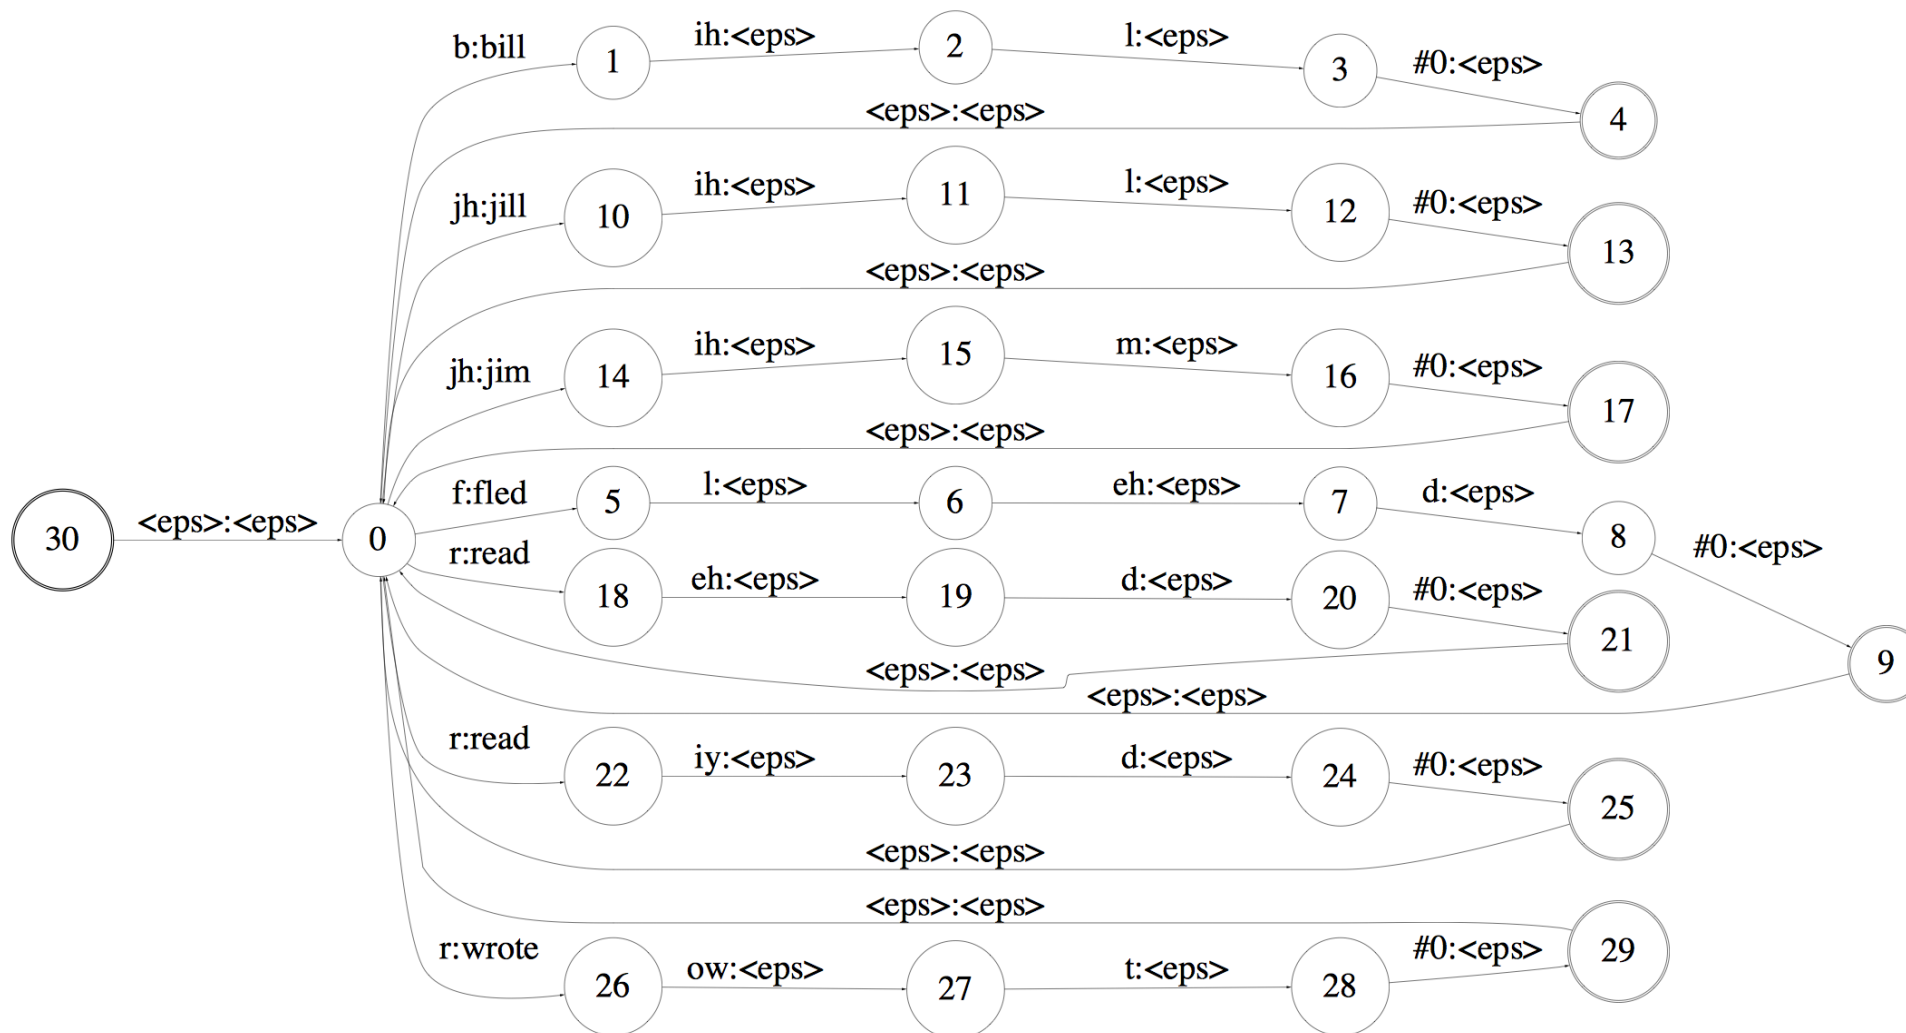 b:bill
1
ih:<eps>
2
l:<eps>
3
#0:<eps>
4
<eps>:<eps>
jh:jill
10
ih:<eps>
11
l:<eps>
12
#0:<eps>
13
<eps>:<eps>
jh:jim
14
ih:<eps>
15
m:<eps>
16
#0:<eps>
17
<eps>:<eps>
30
<eps>:<eps>
0
f:fled
5
l:<eps>
6
eh:<eps>
7
d:<eps>
8
#0:<eps>
9
r:read
18
eh:<eps>
19
d:<eps>
20
#0:<eps>
21
<eps>:<eps>
<eps>:<eps>
r:read
22
iy:<eps>
23
d:<eps>
24
#0:<eps>
25
<eps>:<eps>
<eps>:<eps>
r:wrote
26
ow:<eps>
27
t:<eps>
28
#0:<eps>
29